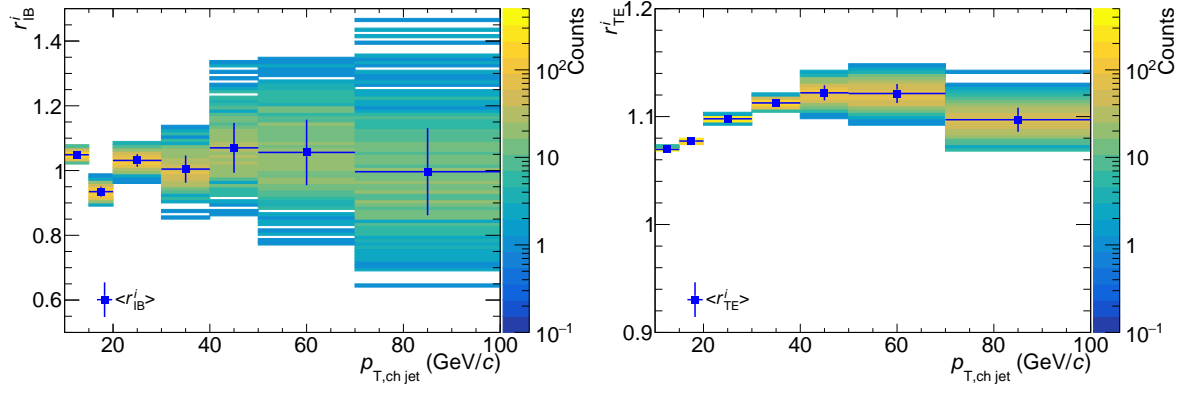 r^i_IB
1.4
1.2
1.0
0.8
0.6
<r^i_IB>
20 40 60 80 100
p_T,ch jet (GeV/c)
Counts
10^2
10
1
10^−1
r^i_TE
1.2
1.1
1
0.9
<r^i_TE>
20 40 60 80 100
p_T,ch jet (GeV/c)
Counts
10^2
10
1
10^−1